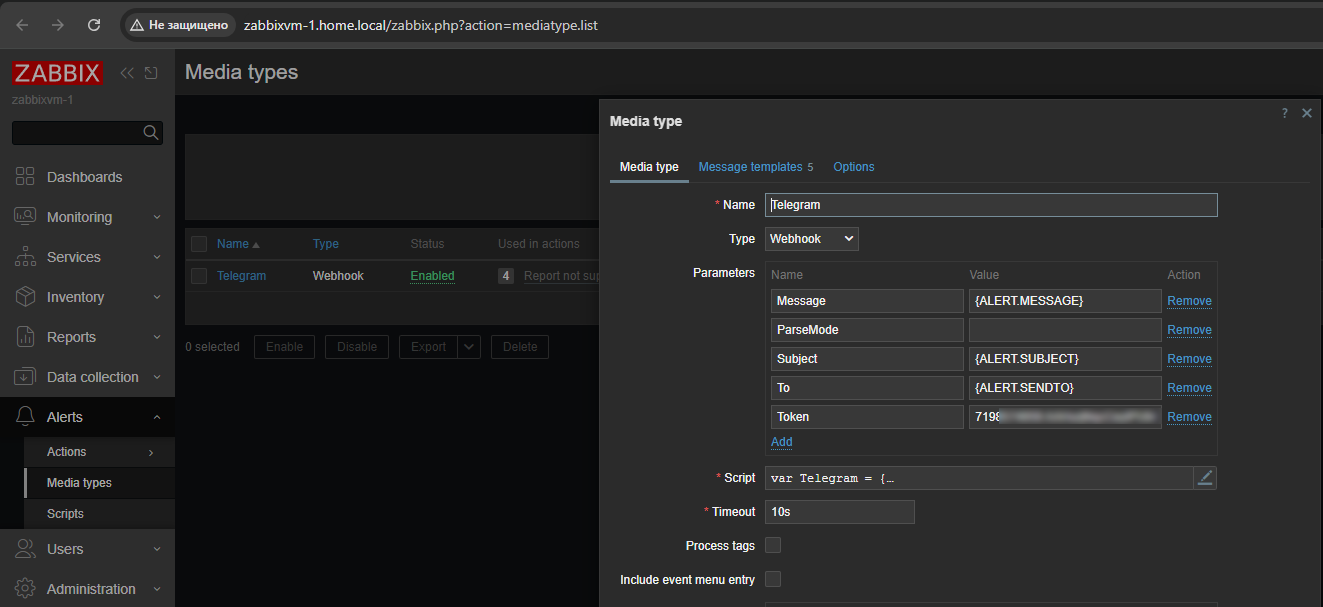 Не защищено zabbixvm-1.home.local/zabbix.php?action=mediatype.list
ZABBIX
zabbixvm-1
Dashboards
Monitoring
Services
Inventory
Reports
Data collection
Alerts
Actions
Media types
Scripts
Users
Administration
Media types
Name Type Status Used in actions
Telegram Webhook Enabled 4 Report not sup
0 selected Enable Disable Export Delete
Media type ?
Media type Message templates 5 Options
* Name Telegram
Type Webhook
Parameters Name Value Action
Message {ALERT.MESSAGE} Remove
ParseMode Remove
Subject {ALERT.SUBJECT} Remove
To {ALERT.SENDTO} Remove
Token 7198 Remove
Add
* Script var Telegram = {…
* Timeout 10s
Process tags
Include event menu entry